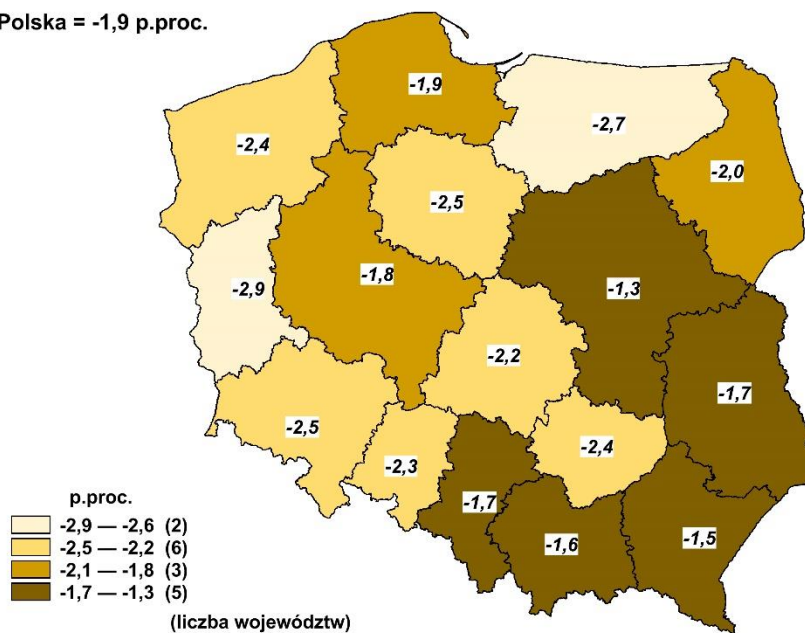 Polska = -1,9 p.proc.
-1,9
-2,7
-2,4
-2,0
-2,5
-1,8
-2,9
-1,3
-2,2
-1,7
-2,5
-2,4
-2,3
-1,7
-1,6
-1,5
p.proc.
-2,9 — -2,6 (2)
-2,5 — -2,2 (6)
-2,1 — -1,8 (3)
-1,7 — -1,3 (5)
(liczba województw)